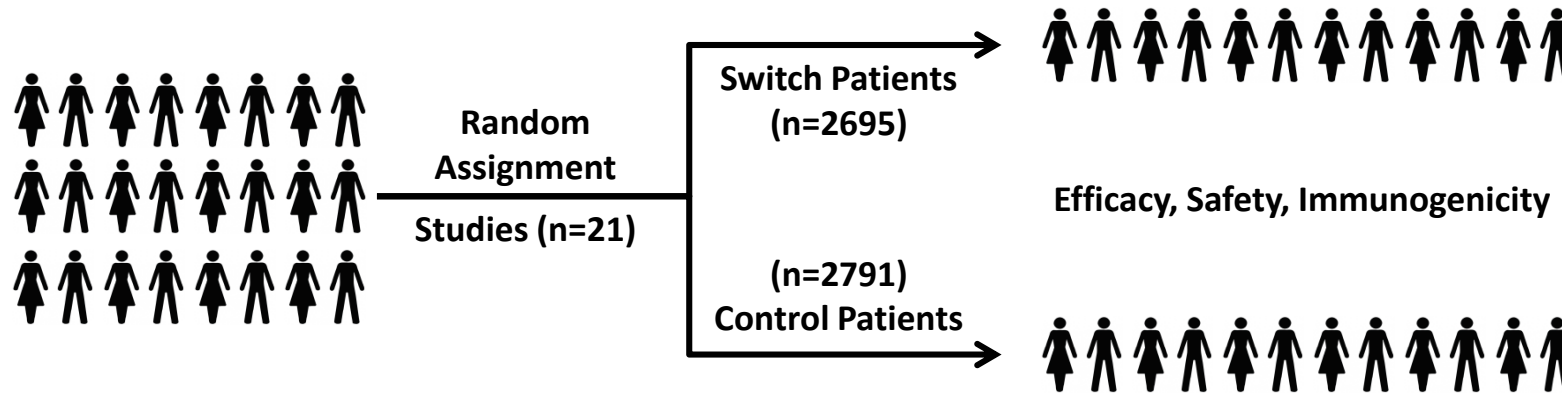 Random
Assignment
Studies (n=21)
Switch Patients
(n=2695)
Efficacy, Safety, Immunogenicity
(n=2791)
Control Patients